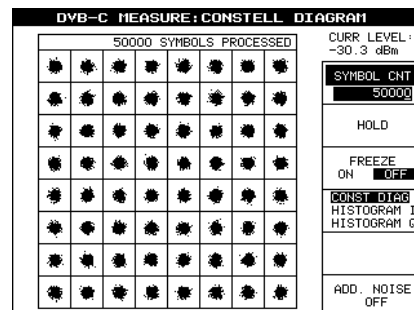 DVB-C MEASURE:CONSTELL DIAGRAM
50000 SYMBOLS PROCESSED
CURR LEVEL:
-30.3 dBm
SYMBOL CNT
50000
HOLD
FREEZE
ON OFF
CONST DIAG
HISTOGRAM I
HISTOGRAM Q
ADD. NOISE
OFF